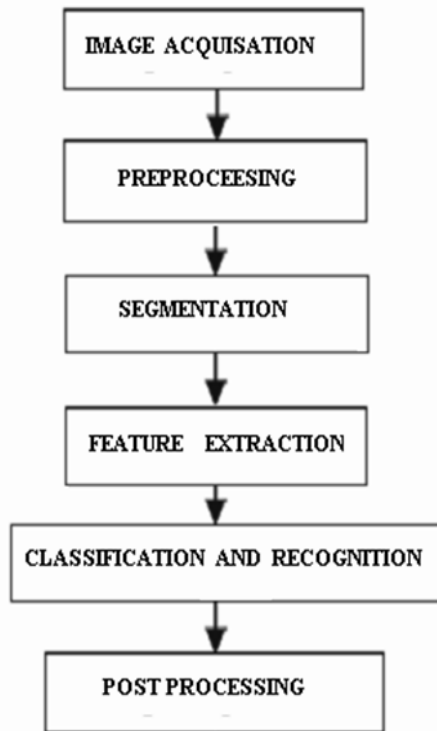 IMAGE ACQUISATION
PREPROCEESING
SEGMENTATION
FEATURE EXTRACTION
CLASSIFICATION AND RECOGNITION
POST PROCESSING